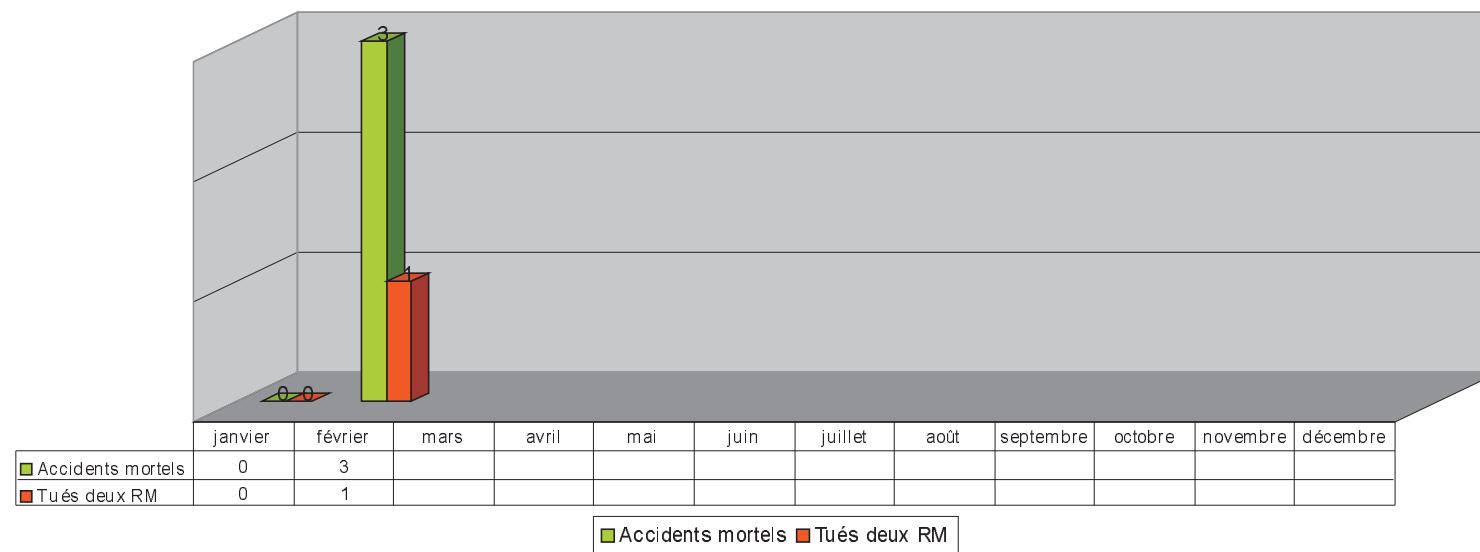 3
1
0 0
janvier février mars avril mai juin juillet août septembre octobre novembre décembre
Accidents mortels 0 3
Tués deux RM 0 1
Accidents mortels Tués deux RM